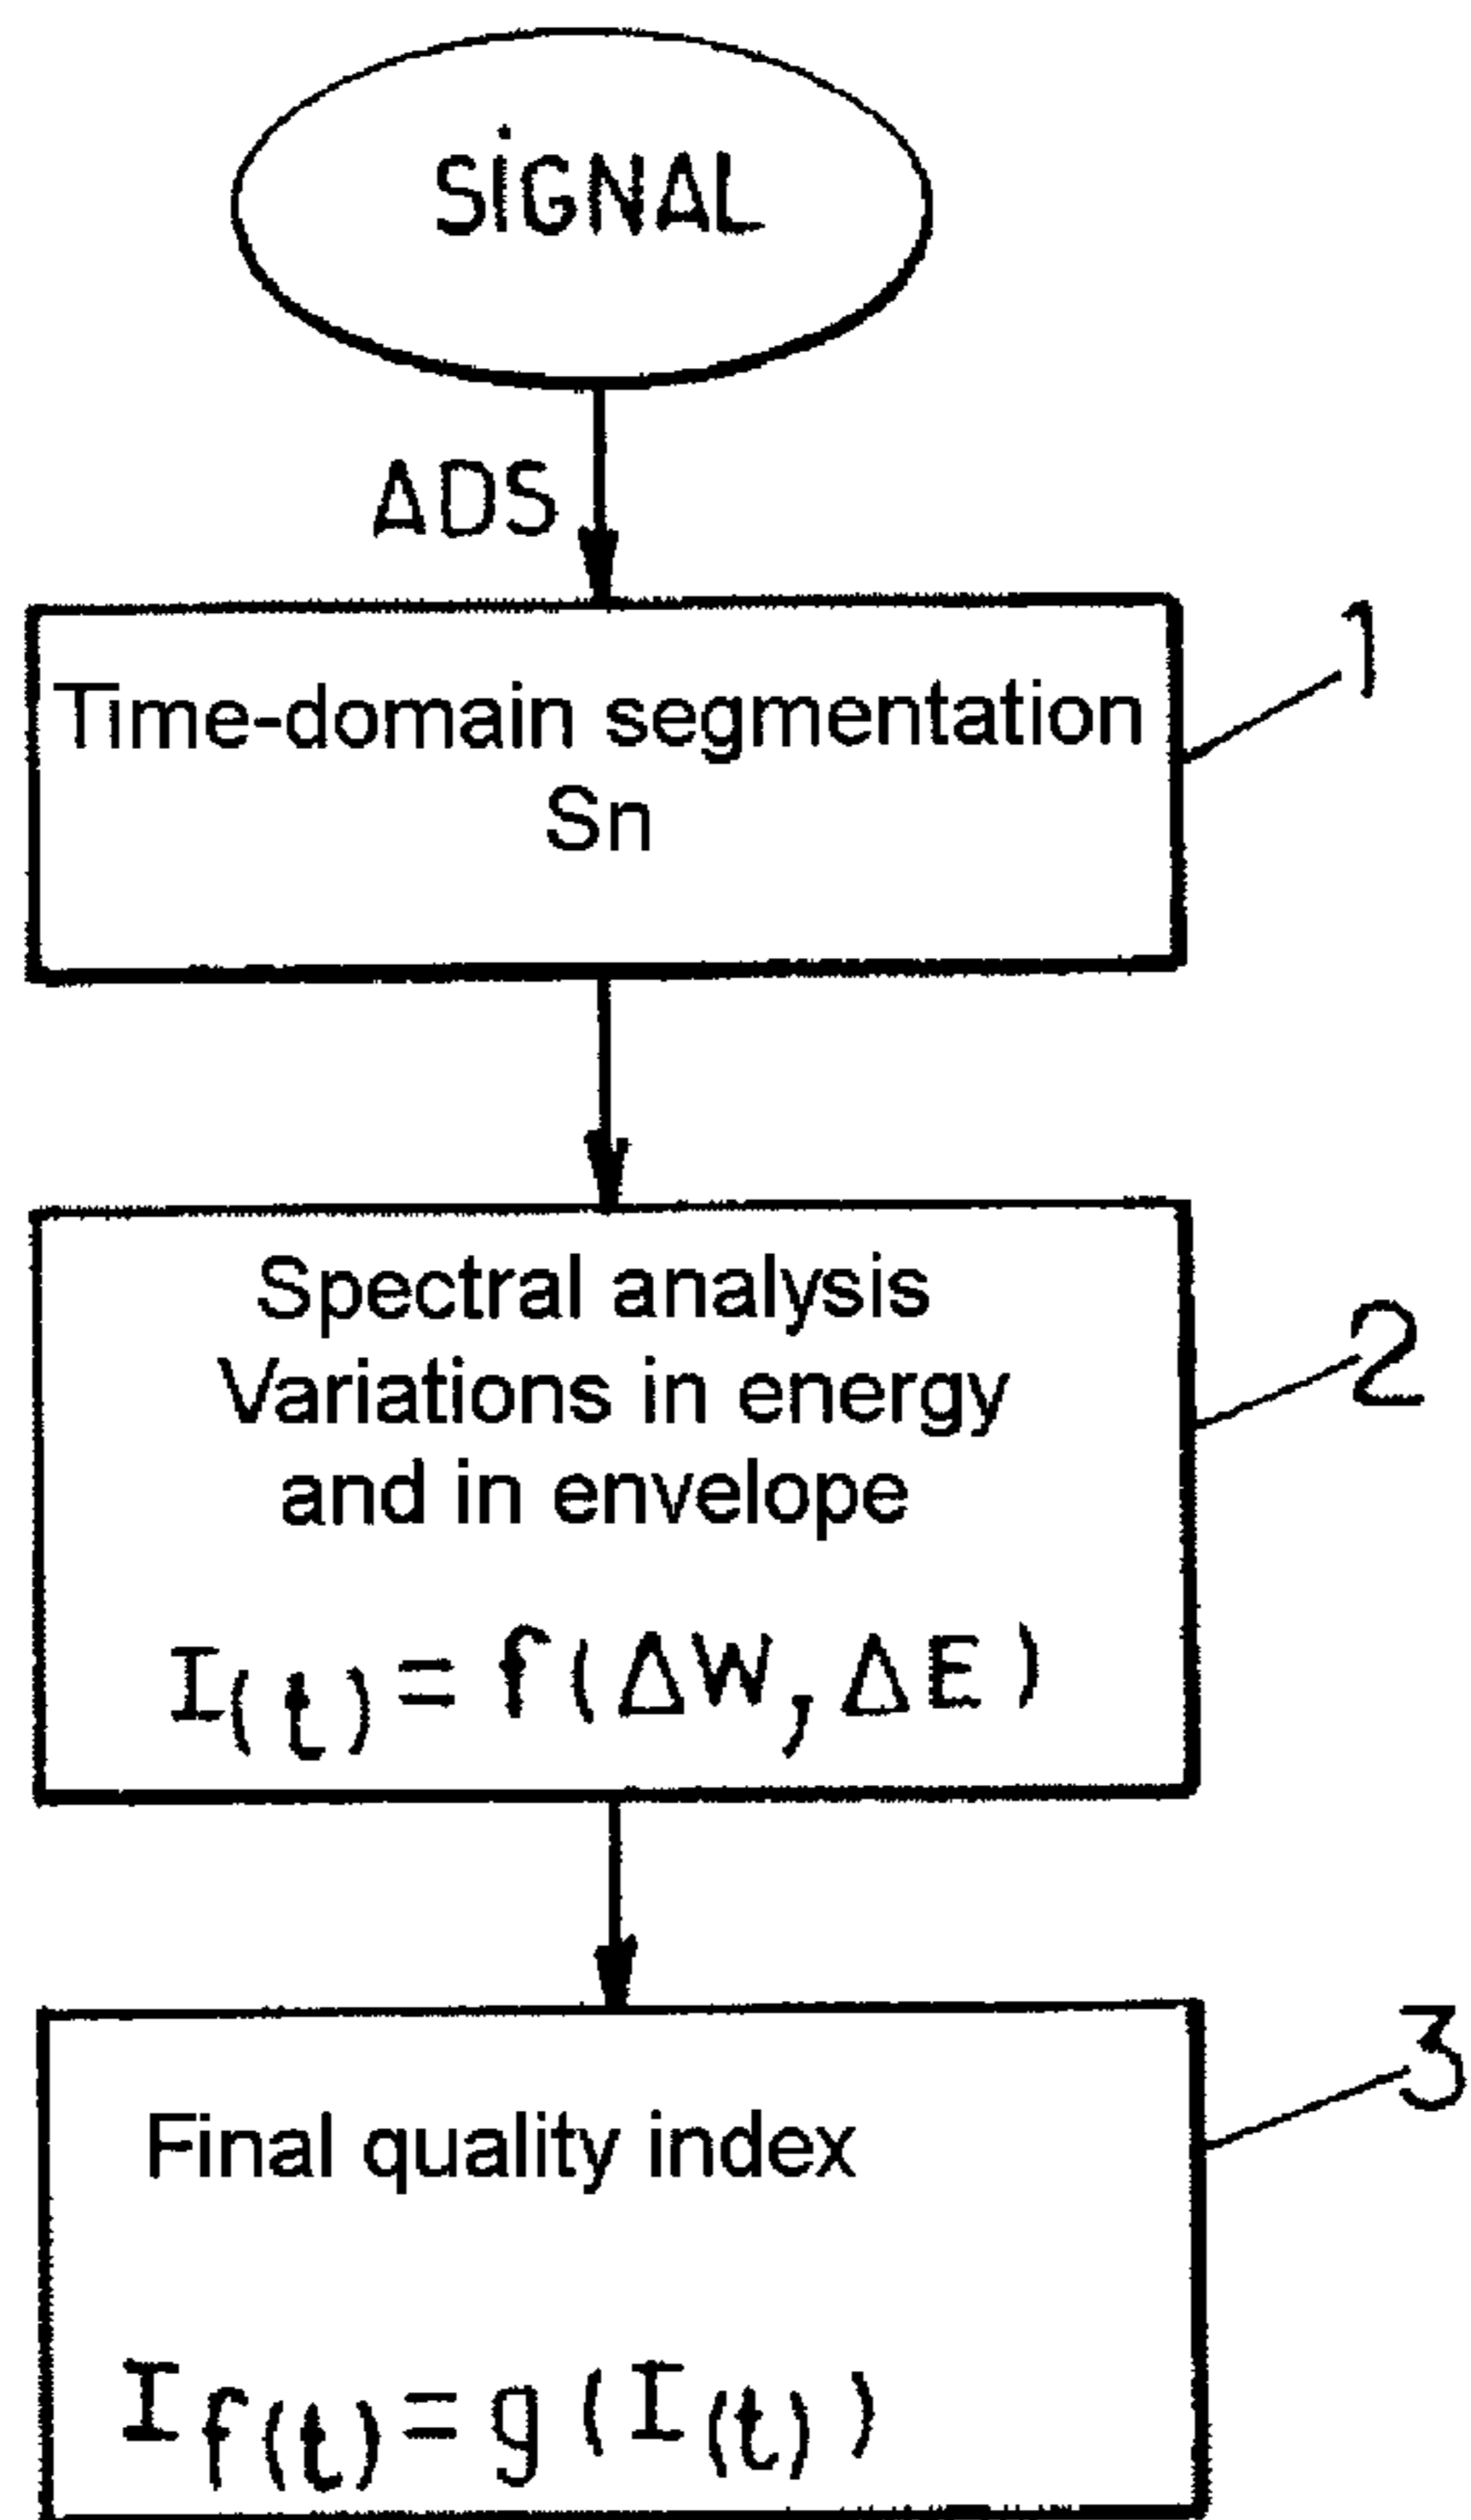 SiGNAL
ADS
1
Time-domain segmentation
Sn
2
Spectral analysis
Variations in energy
and in envelope
I(t) = f(ΔW, ΔE)
3
Final quality index
If(t) = g(I(t))